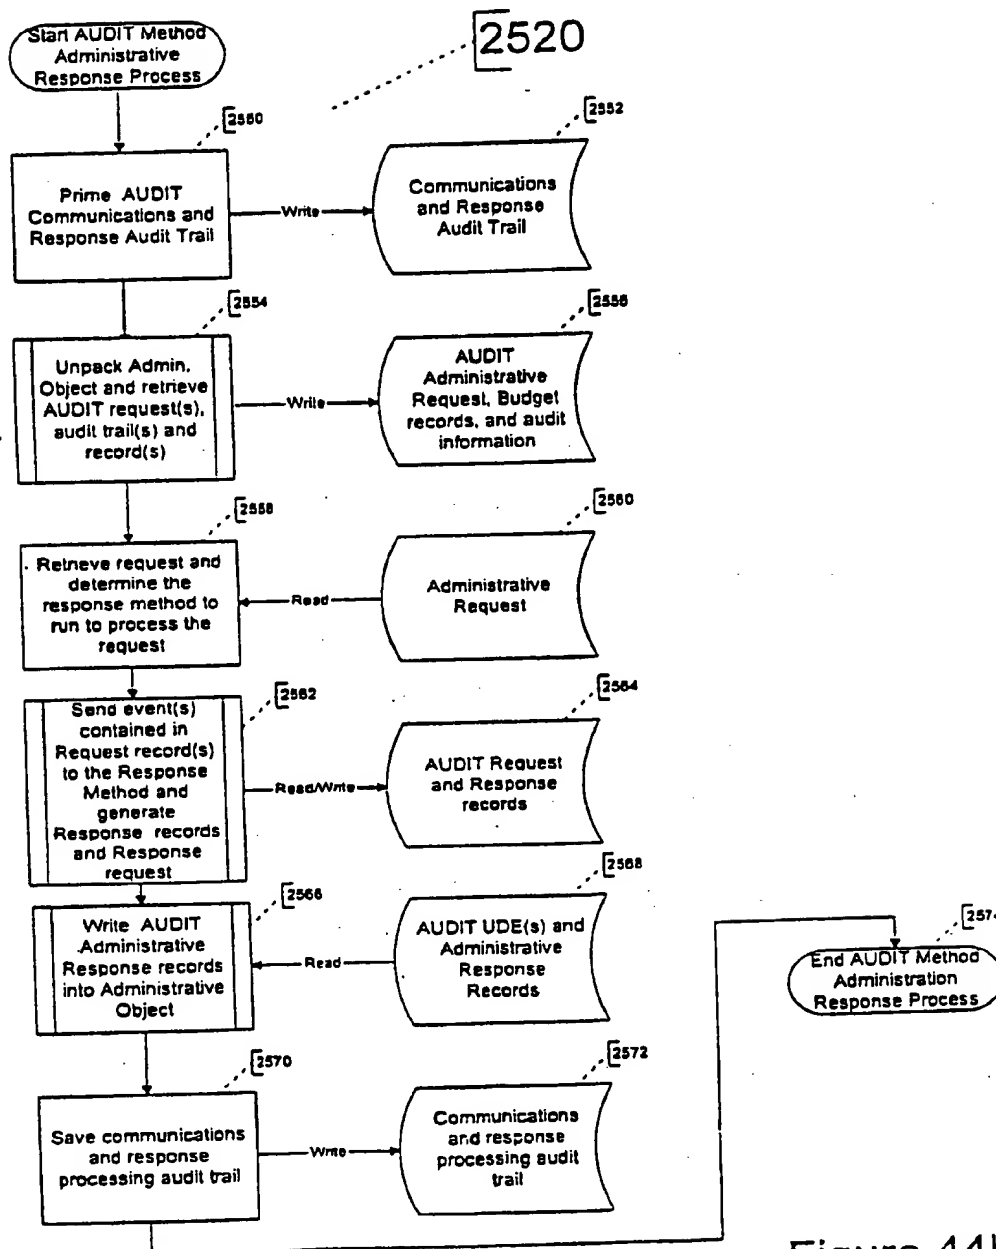 Start AUDIT Method
Administrative
Response Process
2520
2550
Prime AUDIT
Communications and
Response Audit Trail
Write
2552
Communications
and Response
Audit Trail
2554
Unpack Admin.
Object and retrieve
AUDIT request(s),
audit trail(s) and
record(s)
Write
2556
AUDIT
Administrative
Request, Budget
records, and audit
information
2558
Retrieve request and
determine the
response method to
run to process the
request
Read
2560
Administrative
Request
2562
Send event(s)
contained in
Request record(s)
to the Response
Method and
generate
Response records
and Response
request
Read/Write
2564
AUDIT Request
and Response
records
2566
Write AUDIT
Administrative
Response records
into Administrative
Object
Read
2568
AUDIT UDE(s) and
Administrative
Response
Records
2570
Save communications
and response
processing audit trail
Write
2572
Communications
and response
processing audit
trail
2574
End AUDIT Method
Administration
Response Process